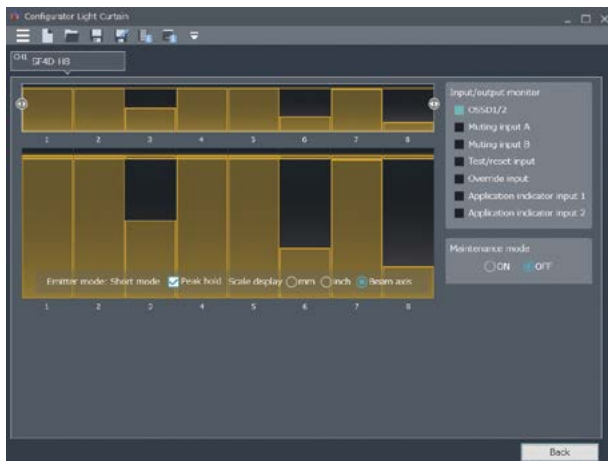 Configurator Light Curtain
CH1 SF4D H8
1 2 3 4 5 6 7 8
Emitter mode: Short mode Peak hold Scale display mm inch Beam axis
1 2 3 4 5 6 7 8
Input/output monitor
OSSD1/2
Muting input A
Muting input B
Test/reset input
Override input
Application indicator input 1
Application indicator input 2
Maintenance mode
ON OFF
Back